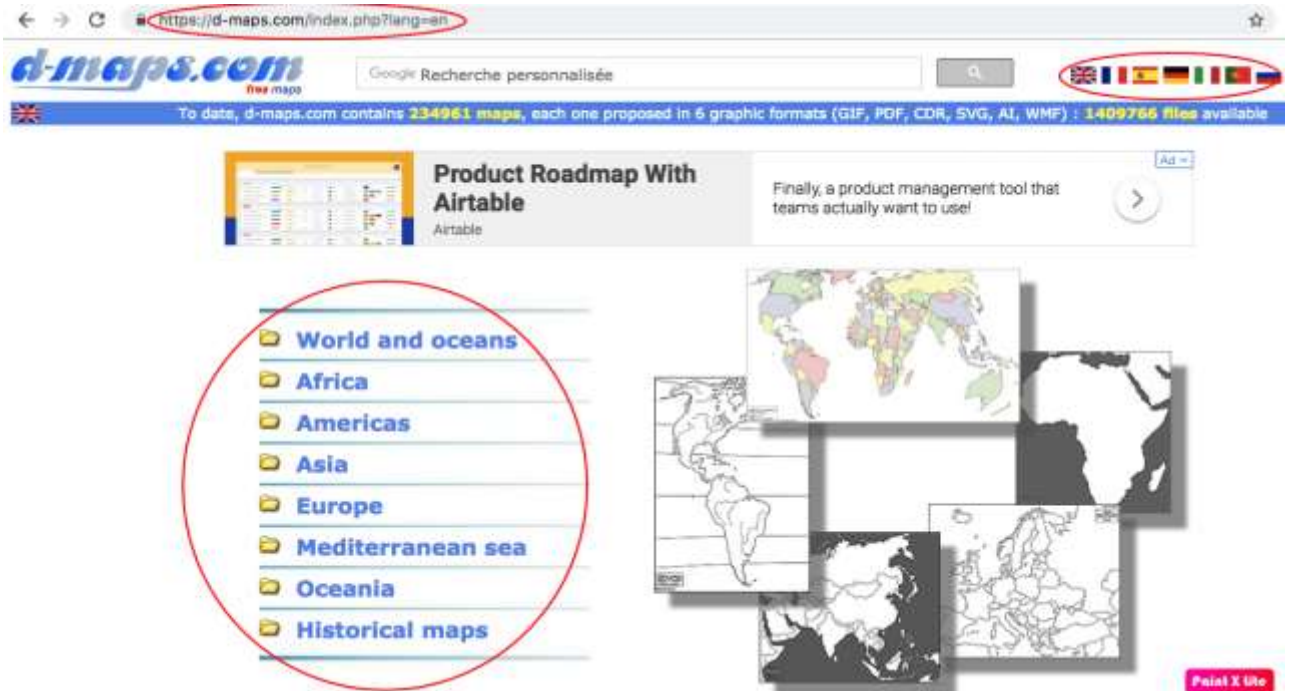 https://d-maps.com/index.php?lang=en
d-maps.com
free maps
Google Recherche personnalisée
To date, d-maps.com contains 234961 maps, each one proposed in 6 graphic formats (GIF, PDF, CDR, SVG, AI, WMF) : 1409766 files available
Product Roadmap With
Airtable
Airtable
Finally, a product management tool that
teams actually want to use!
Ad
World and oceans
Africa
Americas
Asia
Europe
Mediterranean sea
Oceania
Historical maps
Paint X Lite